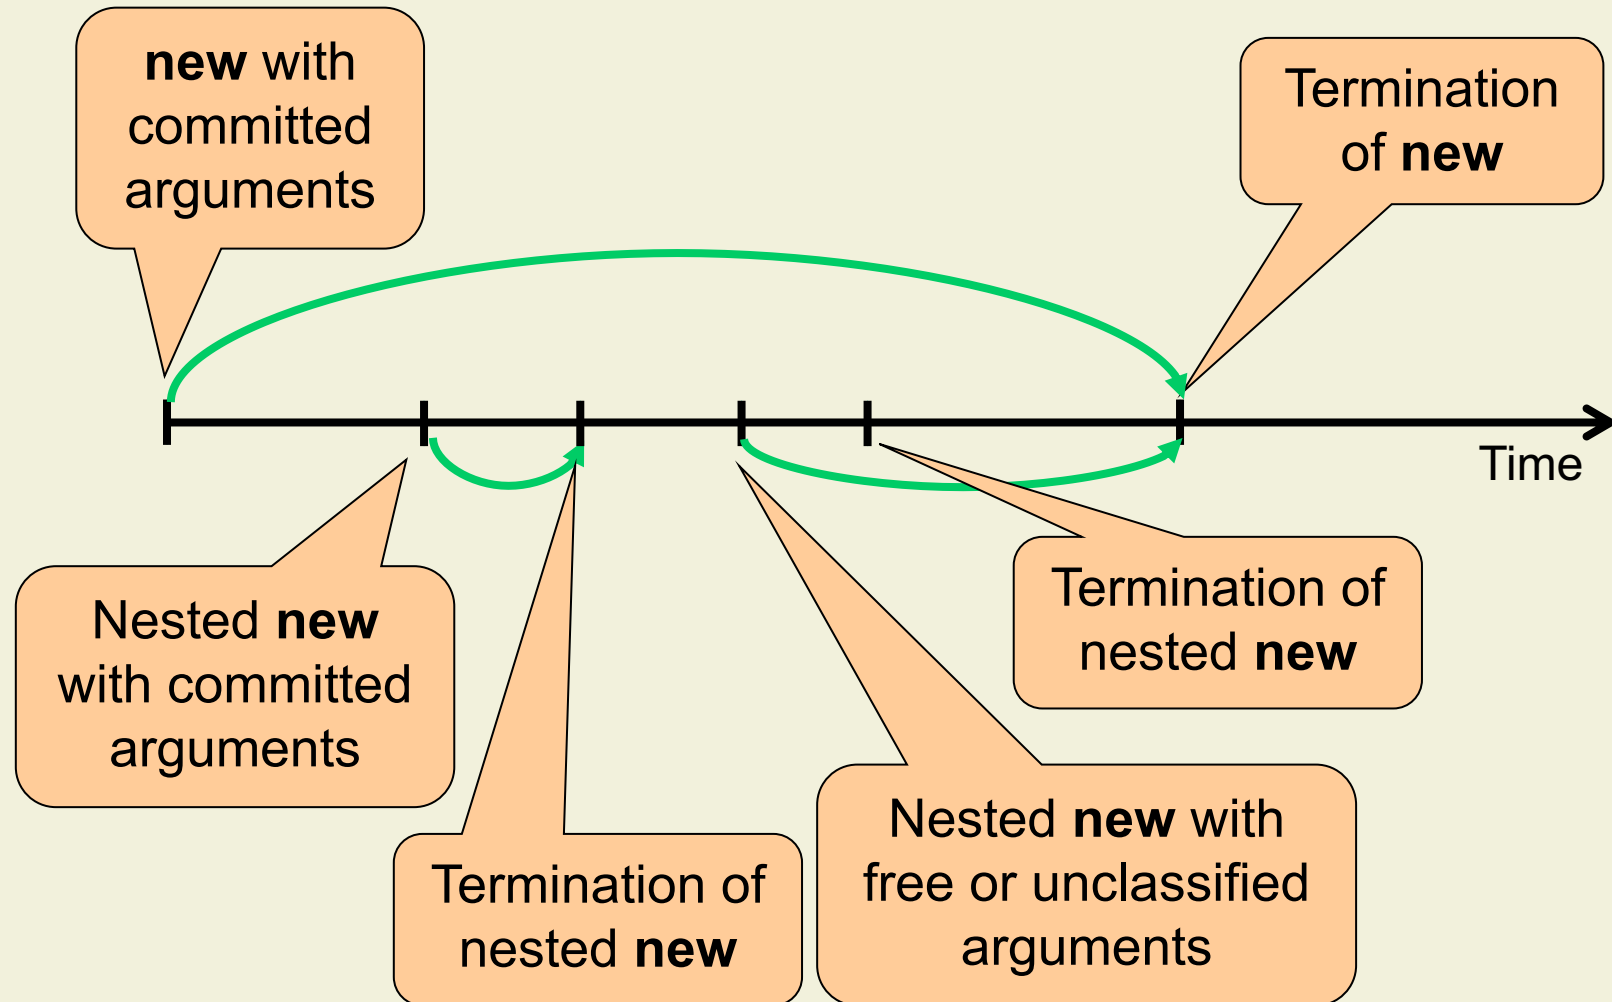 new with
committed
arguments
Termination
of new
Time
Nested new
with committed
arguments
Termination of
nested new
Termination of
nested new
Nested new with
free or unclassified
arguments